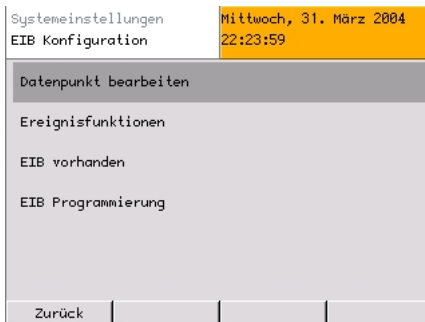 Systemeinstellungen
EIB Konfiguration
Mittwoch, 31. März 2004
22:23:59
Datenpunkt bearbeiten
Ereignisfunktionen
EIB vorhanden
EIB Programmierung
Zurück